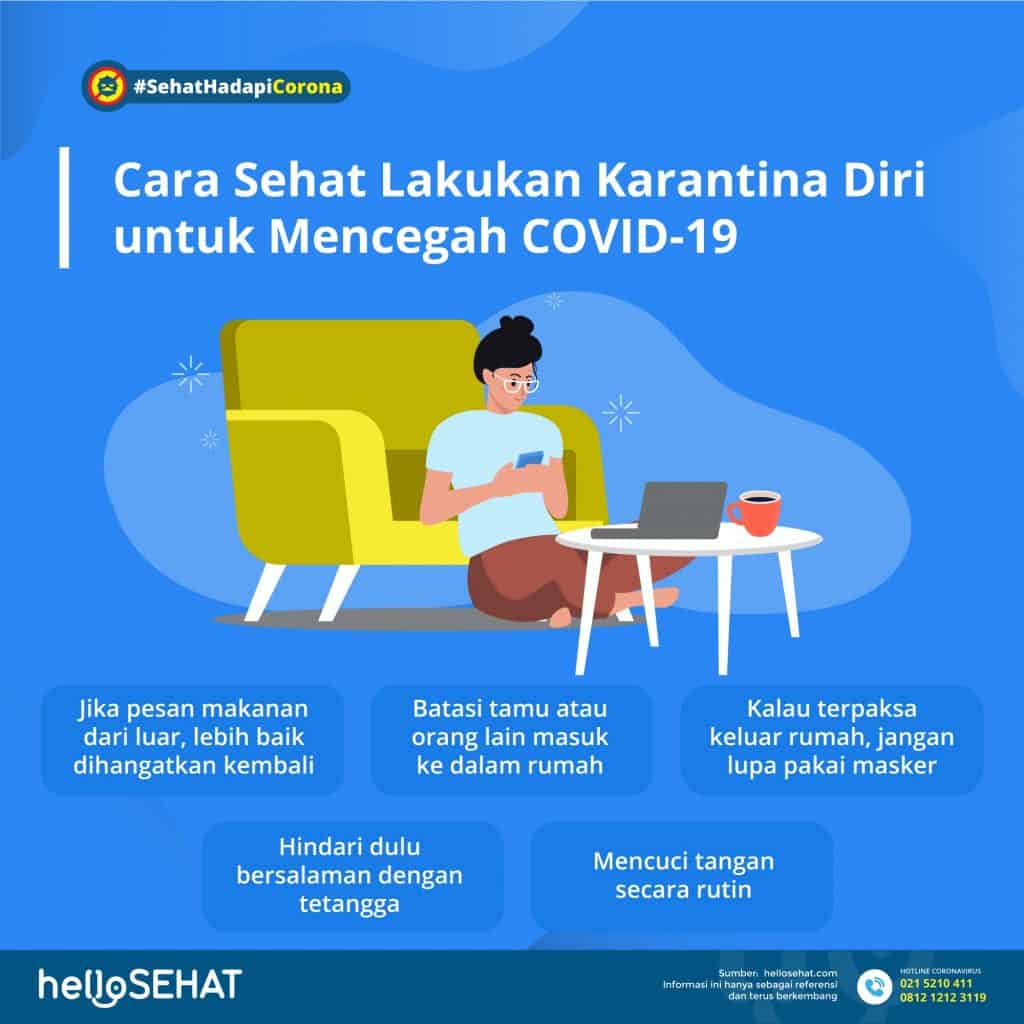 #SehatHadapiCorona
Cara Sehat Lakukan Karantina Diri
untuk Mencegah COVID-19
Jika pesan makanan
dari luar, lebih baik
dihangatkan kembali
Batasi tamu atau
orang lain masuk
ke dalam rumah
Kalau terpaksa
keluar rumah, jangan
lupa pakai masker
Hindari dulu
bersalaman dengan
tetangga
Mencuci tangan
secara rutin
helloSEHAT
Sumber: hellosehat.com
Informasi ini hanya sebagai referensi
dan terus berkembang
HOTLINE CORONAVIRUS
021 5210 411
0812 1212 3119